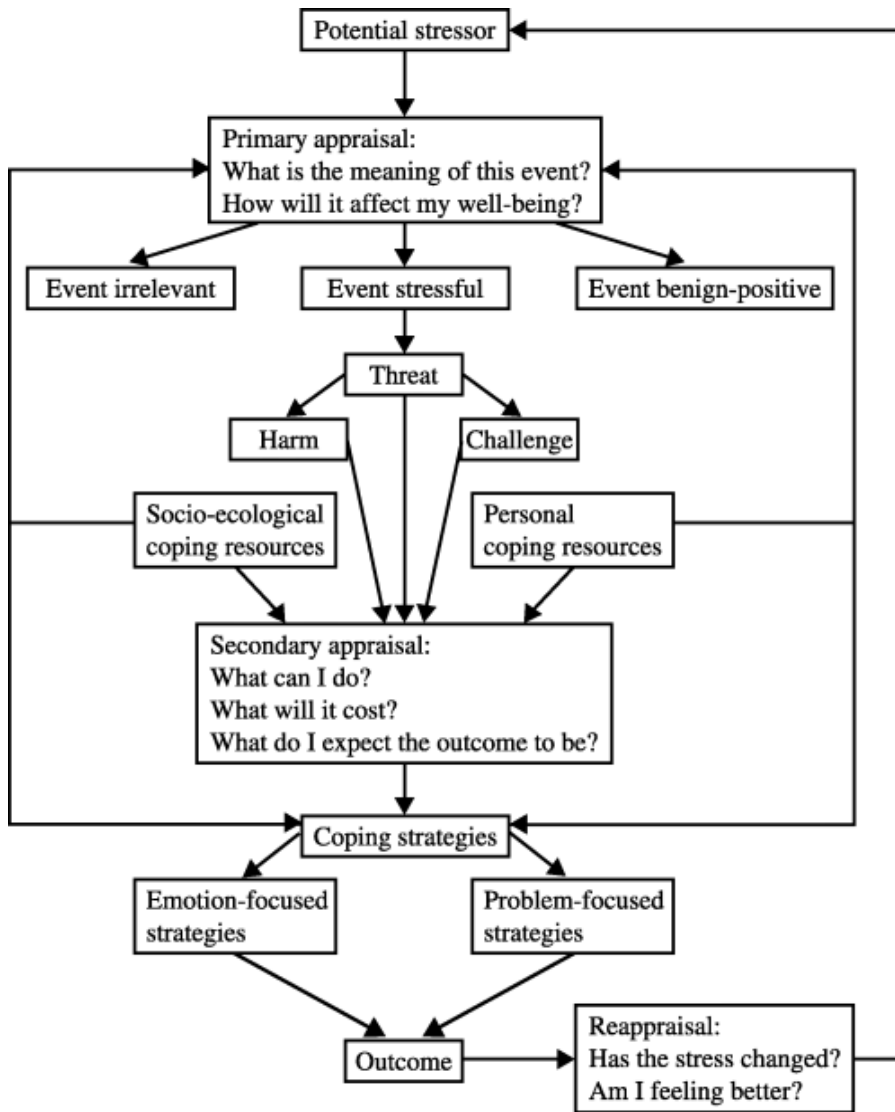 Potential stressor
Primary appraisal:
What is the meaning of this event?
How will it affect my well-being?
Event irrelevant
Event stressful
Event benign-positive
Threat
Harm
Challenge
Socio-ecological
coping resources
Personal
coping resources
Secondary appraisal:
What can I do?
What will it cost?
What do I expect the outcome to be?
Coping strategies
Emotion-focused
strategies
Problem-focused
strategies
Outcome
Reappraisal:
Has the stress changed?
Am I feeling better?